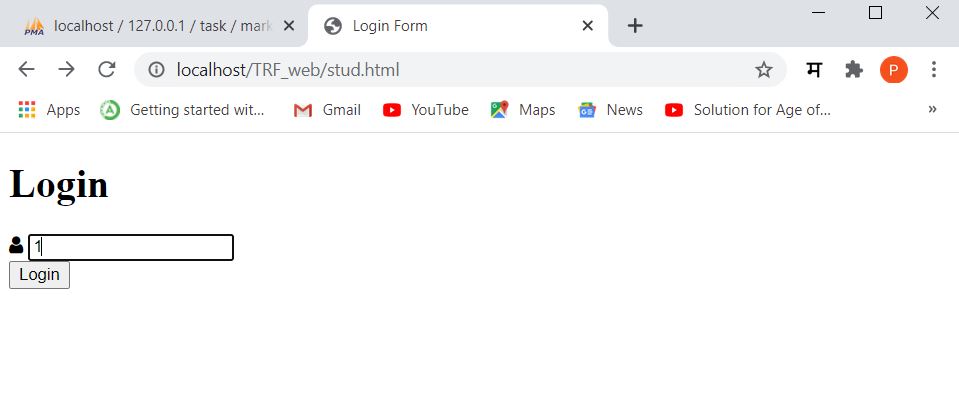 PMA localhost / 127.0.0.1 / task / mark
Login Form
localhost/TRF_web/stud.html
म
P
Apps
Getting started wit...
Gmail
YouTube
Maps
News
Solution for Age of...
»
Login
1
Login